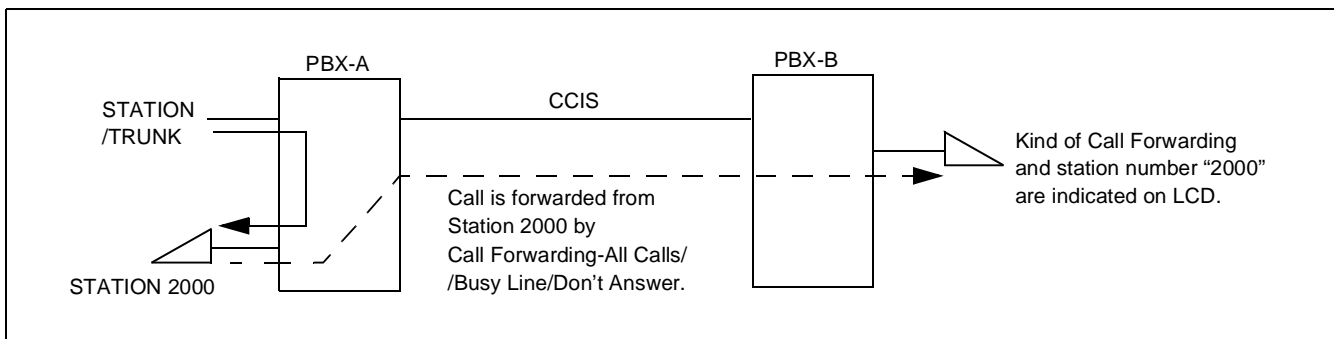 PBX-A
PBX-B
STATION
/TRUNK
CCIS
Kind of Call Forwarding
and station number “2000”
are indicated on LCD.
Call is forwarded from
Station 2000 by
Call Forwarding-All Calls/
/Busy Line/Don’t Answer.
STATION 2000